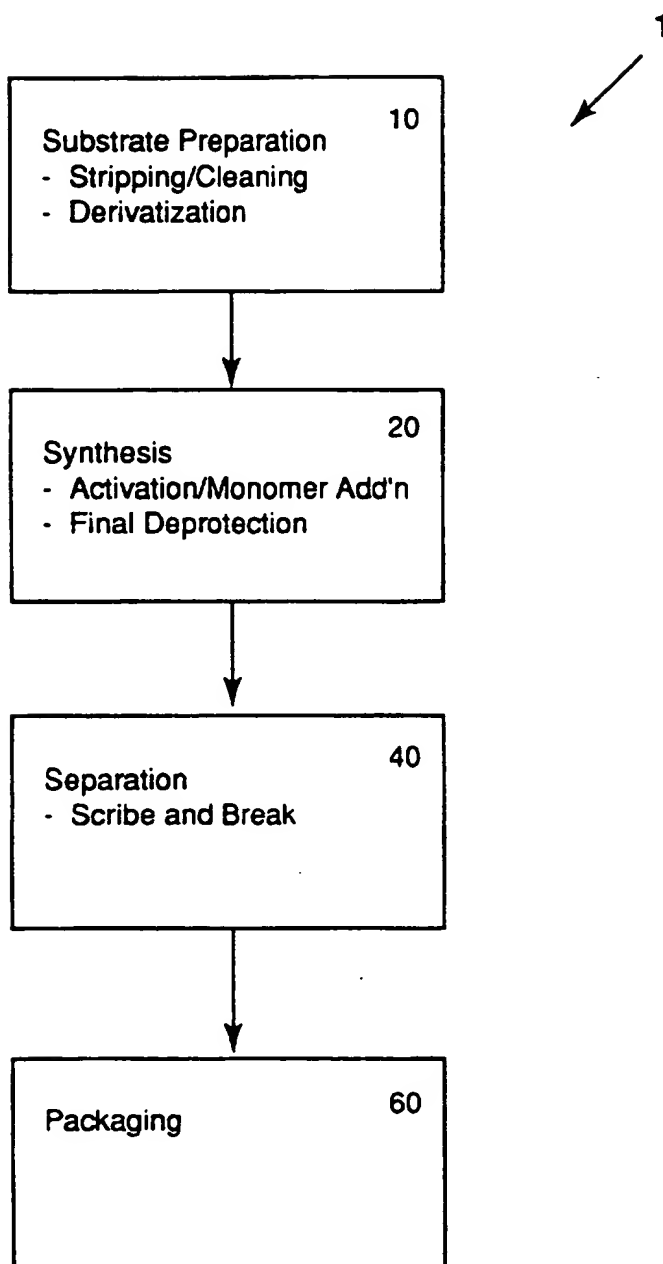 1
10
Substrate Preparation
- Stripping/Cleaning
- Derivatization
20
Synthesis
- Activation/Monomer Add'n
- Final Deprotection
40
Separation
- Scribe and Break
60
Packaging